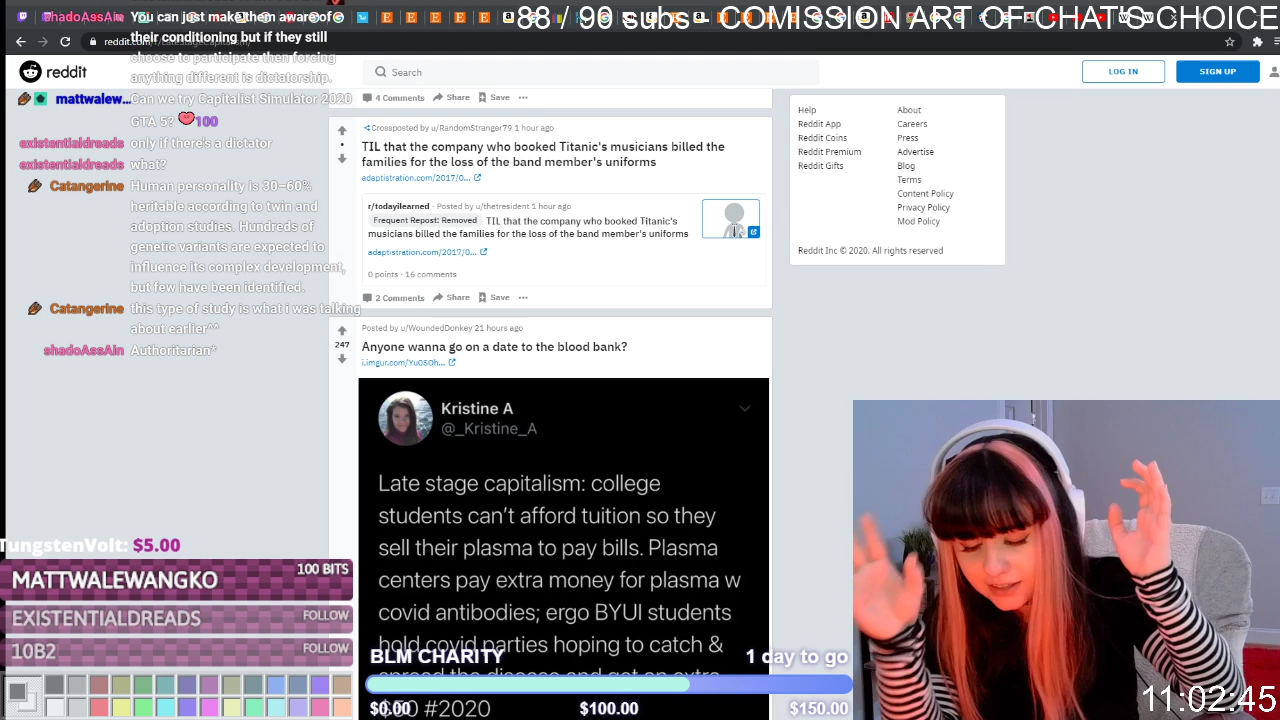 88 / 90 subs - COMISSION ART OF CHAT'S CHOICE
ShadoAssAin You can just make them aware of
their conditioning but if they still
choose to participate then forcing
anything different is dictatorship.
mattwalew... Can we try Capitalist Simulator 2020
GTA 5? 100
existentialdreads only if there's a dictator
existentialdreads what?
Catangerine Human personality is 30–60%
heritable according to twin and
adoption studies. Hundreds of
genetic variants are expected to
influence its complex development,
but few have been identified.
Catangerine this type of study is what i was talking
about earlier^^
shadoAssAin Authoritarian*
reddit
Search
LOG IN
SIGN UP
4 Comments Share Save ...
Crossposted by u/RandomStranger79 1 hour ago
TIL that the company who booked Titanic's musicians billed the
families for the loss of the band member's uniforms
adaptistration.com/2017/0...
r/todayilearned · Posted by u/thetresident 1 hour ago
Frequent Repost: Removed TIL that the company who booked Titanic's
musicians billed the families for the loss of the band member's uniforms
adaptistration.com/2017/0...
0 points · 16 comments
2 Comments Share Save ...
Posted by u/WoundedDonkey 21 hours ago
247
Anyone wanna go on a date to the blood bank?
Kristine A
@_Kristine_A
Late stage capitalism: college
students can't afford tuition so they
sell their plasma to pay bills. Plasma
centers pay extra money for plasma w
covid antibodies; ergo BYUI students
hold covid parties hoping to catch &
spread the disease and get an extra
#2020
Help About
Reddit App Careers
Reddit Coins Press
Reddit Premium Advertise
Reddit Gifts Blog
Terms
Content Policy
Privacy Policy
Mod Policy
Reddit Inc © 2020. All rights reserved
TungstenVolt: $5.00
MATTWALEWANGKO 100 BITS
EXISTENTIALDREADS FOLLOW
10B2 FOLLOW
BLM CHARITY 1 day to go
$0.00 $100.00 $150.00
11:02:45